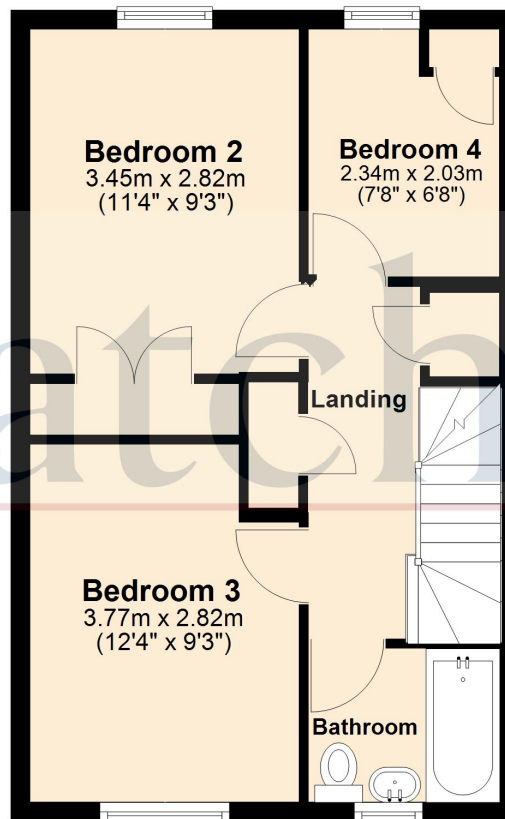 Bedroom 2
3.45m x 2.82m
(11'4" x 9'3")
Bedroom 4
2.34m x 2.03m
(7'8" x 6'8")
atch
Landing
Bedroom 3
3.77m x 2.82m
(12'4" x 9'3")
Bathroom